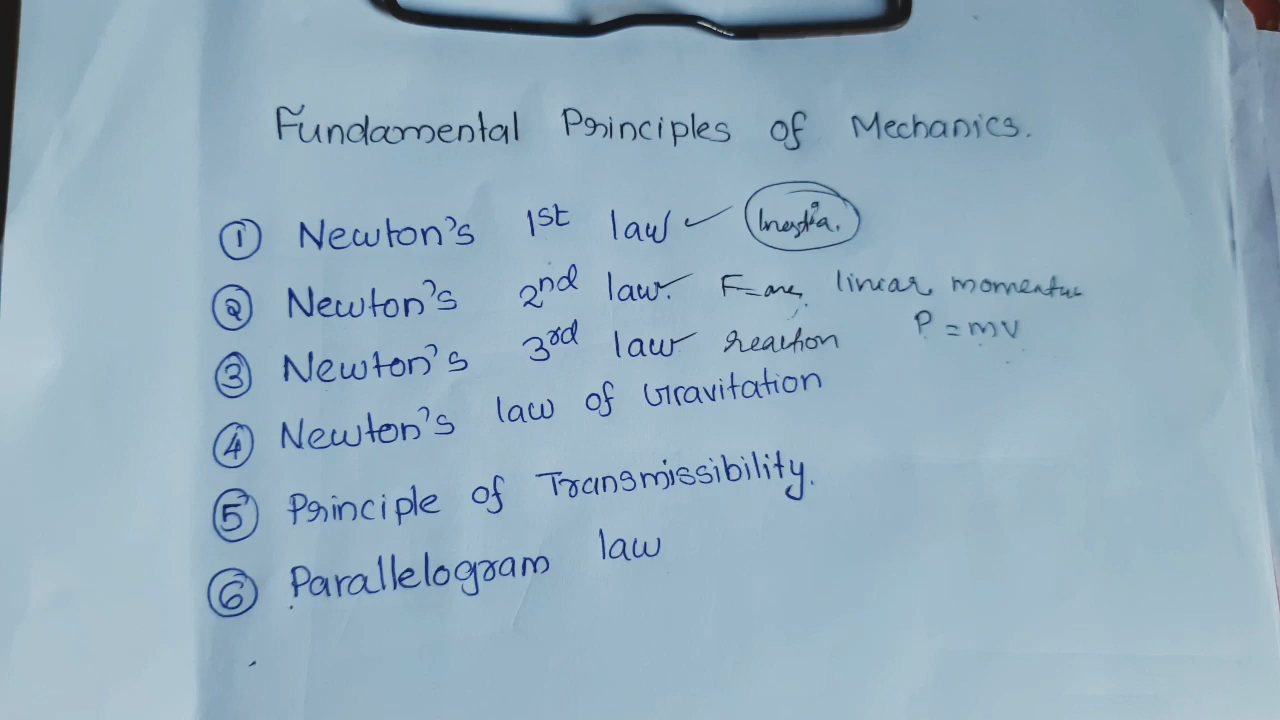 Fundamental Principles of Mechanics.
① Newton's 1st law ✓ Inertia.
② Newton's 2nd law. F=ma, linear momentum
P = mv
③ Newton's 3rd law reaction
④ Newton's law of Gravitation
⑤ Principle of Transmissibility.
⑥ Parallelogram law